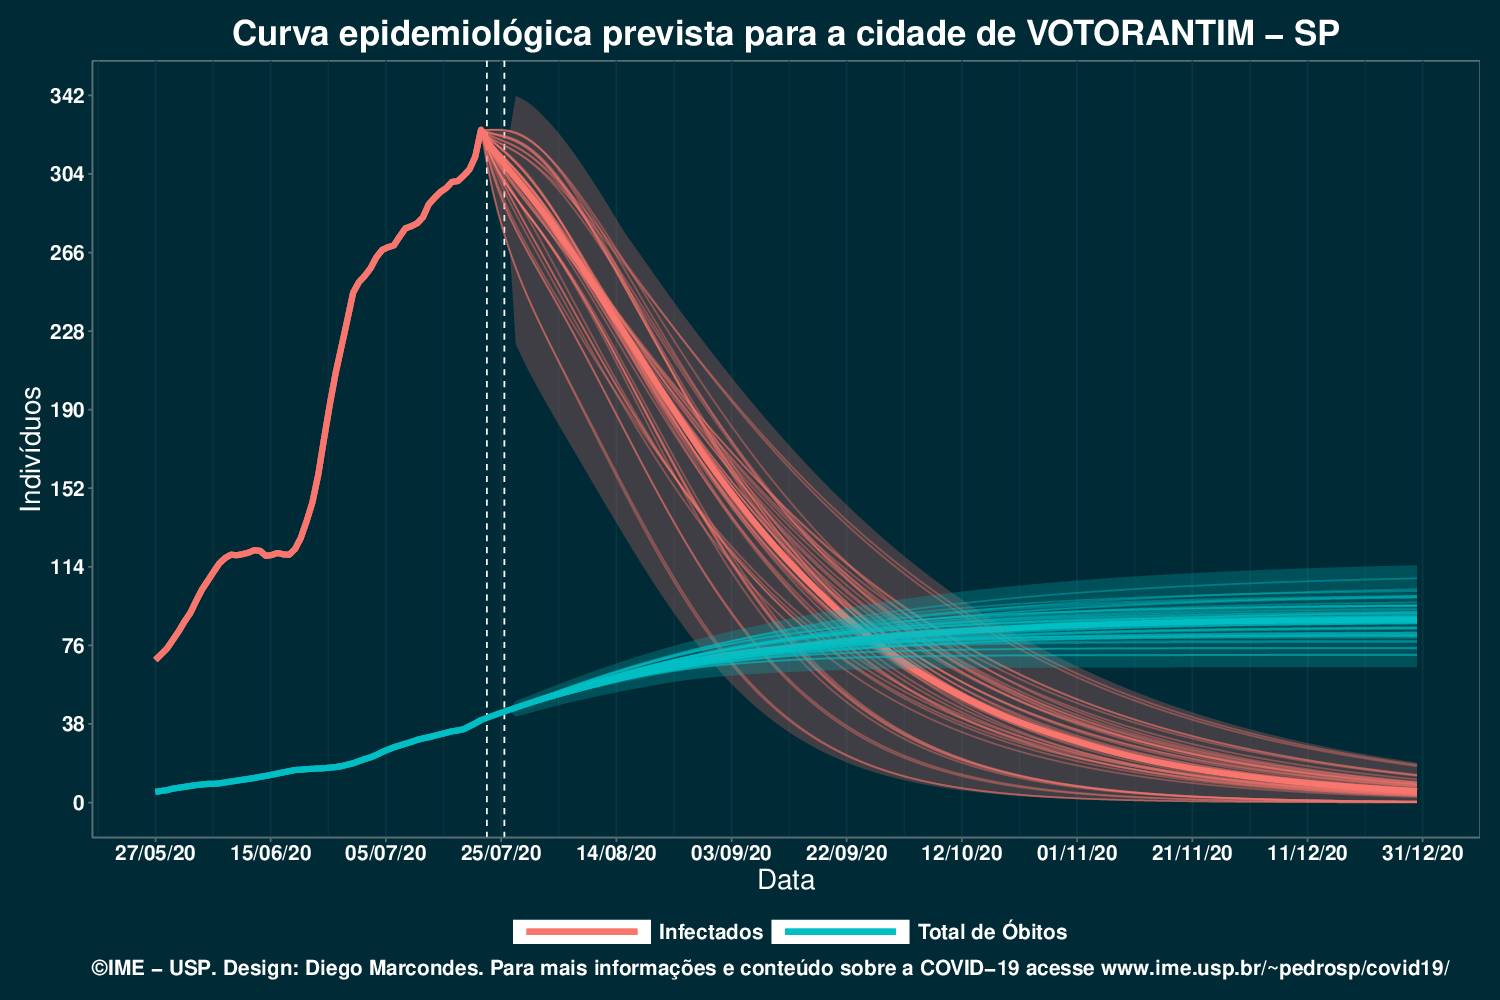 Curva epidemiológica prevista para a cidade de VOTORANTIM – SP
Indivíduos
342
304
266
228
190
152
114
76
38
0
27/05/20 15/06/20 05/07/20 25/07/20 14/08/20 03/09/20 22/09/20 12/10/20 01/11/20 21/11/20 11/12/20 31/12/20
Data
Infectados Total de Óbitos
©IME – USP. Design: Diego Marcondes. Para mais informações e conteúdo sobre a COVID–19 acesse www.ime.usp.br/~pedrosp/covid19/